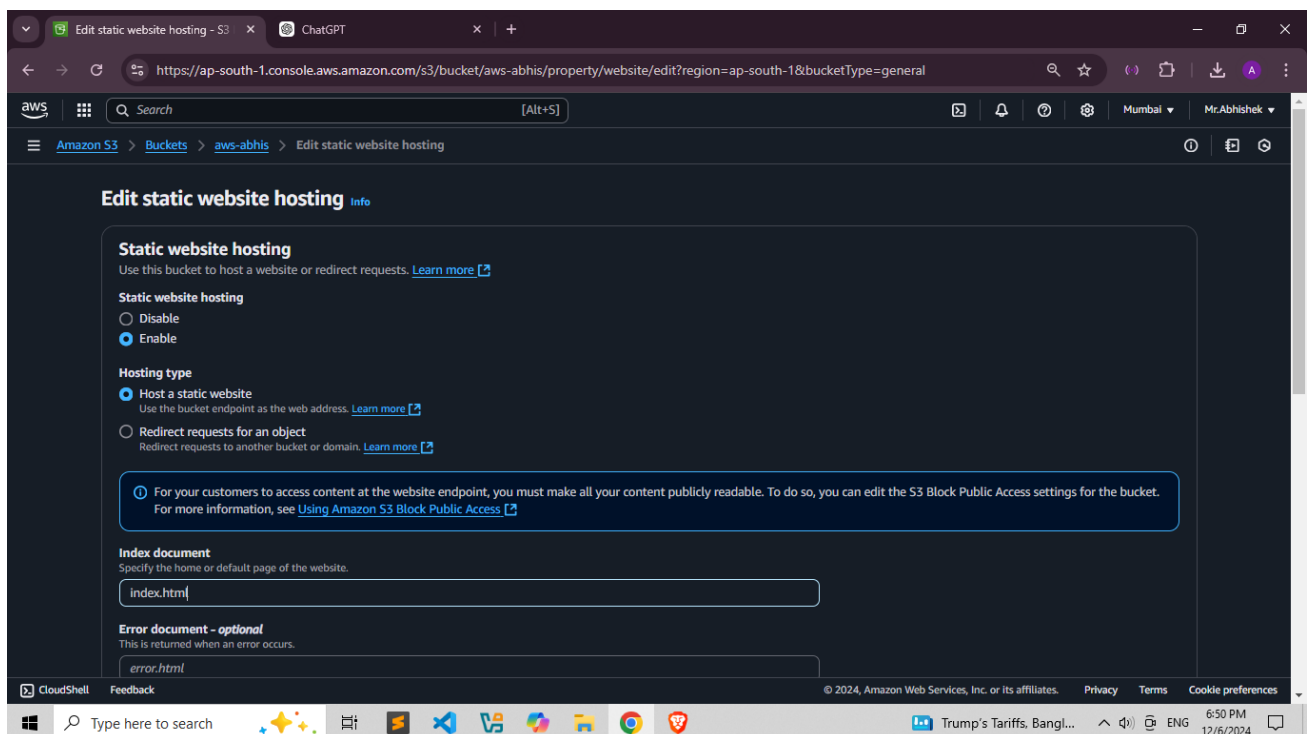 Edit static website hosting - S3
ChatGPT
https://ap-south-1.console.aws.amazon.com/s3/bucket/aws-abhis/property/website/edit?region=ap-south-1&bucketType=general
A
aws
Search
[Alt+S]
Mumbai
Mr.Abhishek
Amazon S3 > Buckets > aws-abhis > Edit static website hosting
Edit static website hosting Info
Static website hosting
Use this bucket to host a website or redirect requests. Learn more
Static website hosting
Disable
Enable
Hosting type
Host a static website
Use the bucket endpoint as the web address. Learn more
Redirect requests for an object
Redirect requests to another bucket or domain. Learn more
For your customers to access content at the website endpoint, you must make all your content publicly readable. To do so, you can edit the S3 Block Public Access settings for the bucket.
For more information, see Using Amazon S3 Block Public Access
Index document
Specify the home or default page of the website.
index.html
Error document - optional
This is returned when an error occurs.
error.html
CloudShell
Feedback
© 2024, Amazon Web Services, Inc. or its affiliates.
Privacy
Terms
Cookie preferences
Type here to search
Trump's Tariffs, Bangl...
ENG
6:50 PM
12/6/2024